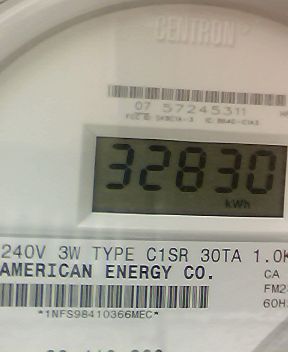 CENTRON
07 57245311
32830
kWh
240V 3W TYPE C1SR 30TA 1.0K
AMERICAN ENERGY CO.
CA
FM2
60H
*1NFS98410366MEC*